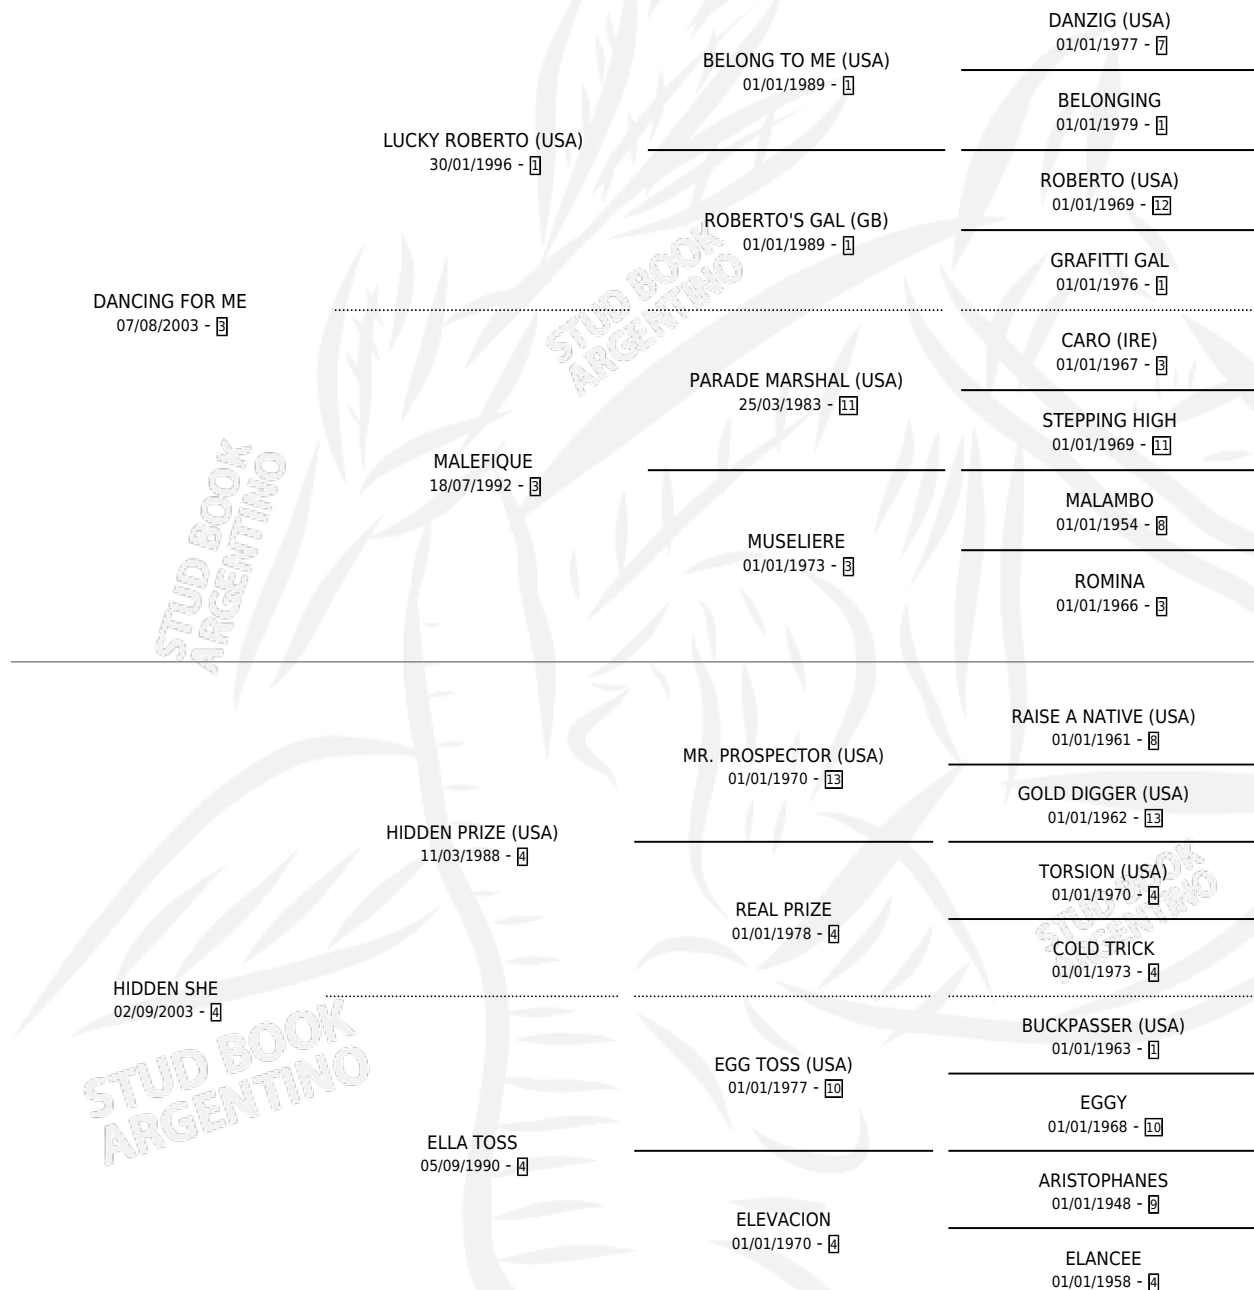 DANZIG (USA)
01/01/1977 - 7
BELONG TO ME (USA)
01/01/1989 - 1
BELONGING
01/01/1979 - 1
LUCKY ROBERTO (USA)
30/01/1996 - 1
ROBERTO (USA)
01/01/1969 - 12
ROBERTO'S GAL (GB)
01/01/1989 - 1
GRAFITTI GAL
01/01/1976 - 1
DANCING FOR ME
07/08/2003 - 3
STUD BOOK
ARGENTINO
CARO (IRE)
01/01/1967 - 3
PARADE MARSHAL (USA)
25/03/1983 - 11
STEPPING HIGH
01/01/1969 - 11
MALEFIQUE
18/07/1992 - 3
MALAMBO
01/01/1954 - 8
MUSELIERE
01/01/1973 - 3
ROMINA
01/01/1966 - 3
STUD BOOK
ARGENTINO
RAISE A NATIVE (USA)
01/01/1961 - 8
MR. PROSPECTOR (USA)
01/01/1970 - 13
GOLD DIGGER (USA)
01/01/1962 - 13
HIDDEN PRIZE (USA)
11/03/1988 - 4
TORSION (USA)
01/01/1970 - 4
REAL PRIZE
01/01/1978 - 4
COLD TRICK
01/01/1973 - 4
STUD BOOK
ARGENTINO
HIDDEN SHE
02/09/2003 - 4
BUCKPASSER (USA)
01/01/1963 - 1
EGG TOSS (USA)
01/01/1977 - 10
EGGY
01/01/1968 - 10
STUD BOOK
ARGENTINO
ELLA TOSS
05/09/1990 - 4
ARISTOPHANES
01/01/1948 - 9
ELEVACION
01/01/1970 - 4
ELANCEE
01/01/1958 - 4